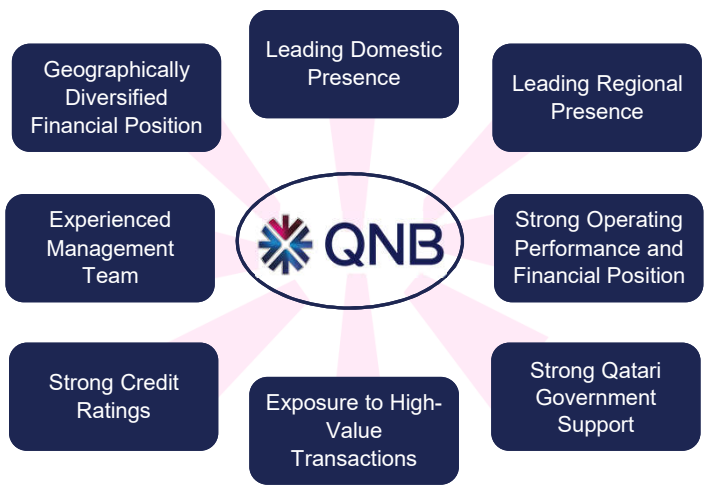 Leading Domestic
Presence
Geographically
Diversified
Financial Position
Leading Regional
Presence
Experienced
Management
Team
QNB
Strong Operating
Performance and
Financial Position
Strong Credit
Ratings
Exposure to High-
Value
Transactions
Strong Qatari
Government
Support